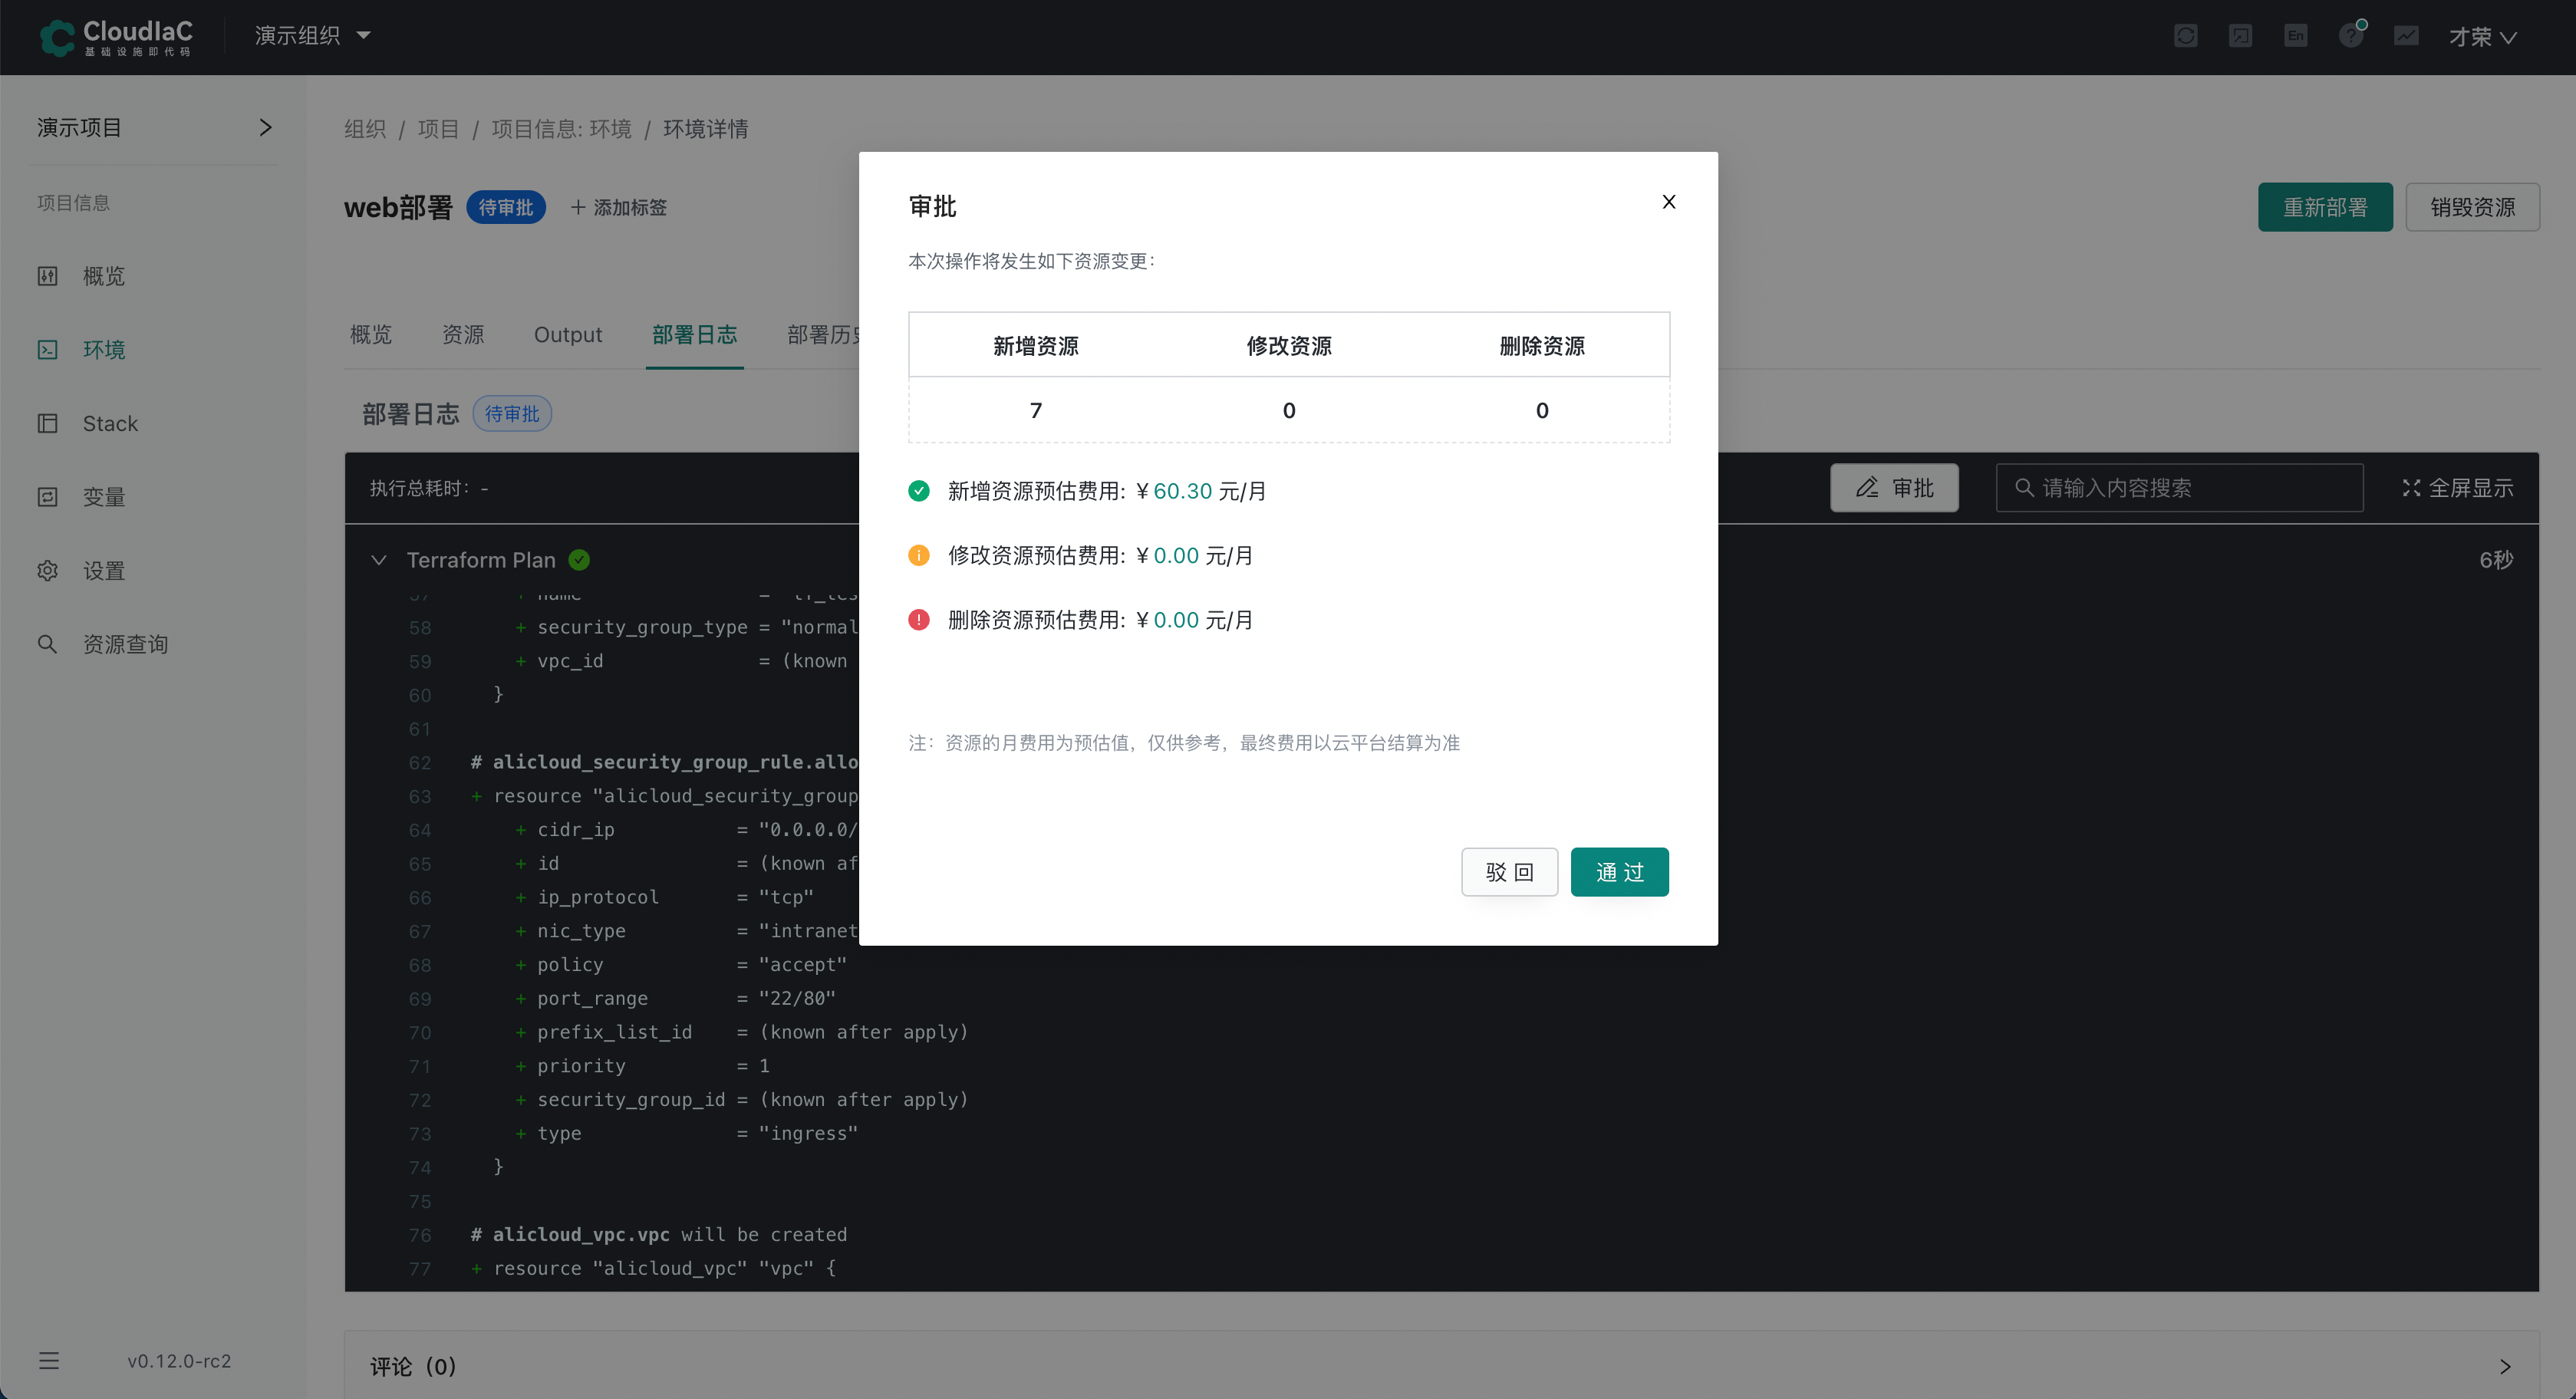 CloudIaC
基础设施即代码
演示组织
En
才荣
演示项目
项目信息
概览
环境
Stack
变量
设置
资源查询
v0.12.0-rc2
组织 / 项目 / 项目信息: 环境 / 环境详情
web部署 待审批 + 添加标签
重新部署 销毁资源
概览 资源 Output 部署日志 部署历
部署日志 待审批
执行总耗时: -
审批
请输入内容搜索
全屏显示
Terraform Plan
6秒
58 + security_group_type = "normal
59 + vpc_id = (known
60 }
61
62 # alicloud_security_group_rule.allo
63 + resource "alicloud_security_group
64 + cidr_ip = "0.0.0.0/
65 + id = (known af
66 + ip_protocol = "tcp"
67 + nic_type = "intranet
68 + policy = "accept"
69 + port_range = "22/80"
70 + prefix_list_id = (known after apply)
71 + priority = 1
72 + security_group_id = (known after apply)
73 + type = "ingress"
74 }
75
76 # alicloud_vpc.vpc will be created
77 + resource "alicloud_vpc" "vpc" {
评论 (0)
审批
本次操作将发生如下资源变更:
新增资源 修改资源 删除资源
7 0 0
新增资源预估费用: ¥60.30 元/月
修改资源预估费用: ¥0.00 元/月
删除资源预估费用: ¥0.00 元/月
注: 资源的月费用为预估值, 仅供参考, 最终费用以云平台结算为准
驳 回 通 过